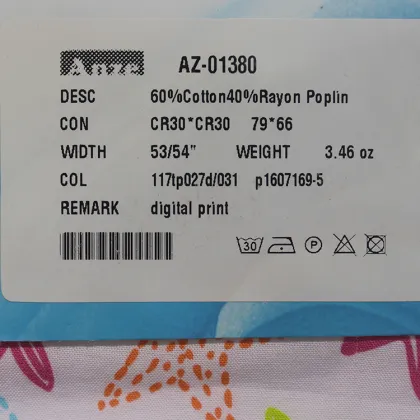 Anze AZ-01380
DESC 60%Cotton40%Rayon Poplin
CON CR30*CR30 79*66
WIDTH 53/54" WEIGHT 3.46 oz
COL 117tp027d/031 p1607169-5
REMARK digital print
30 P